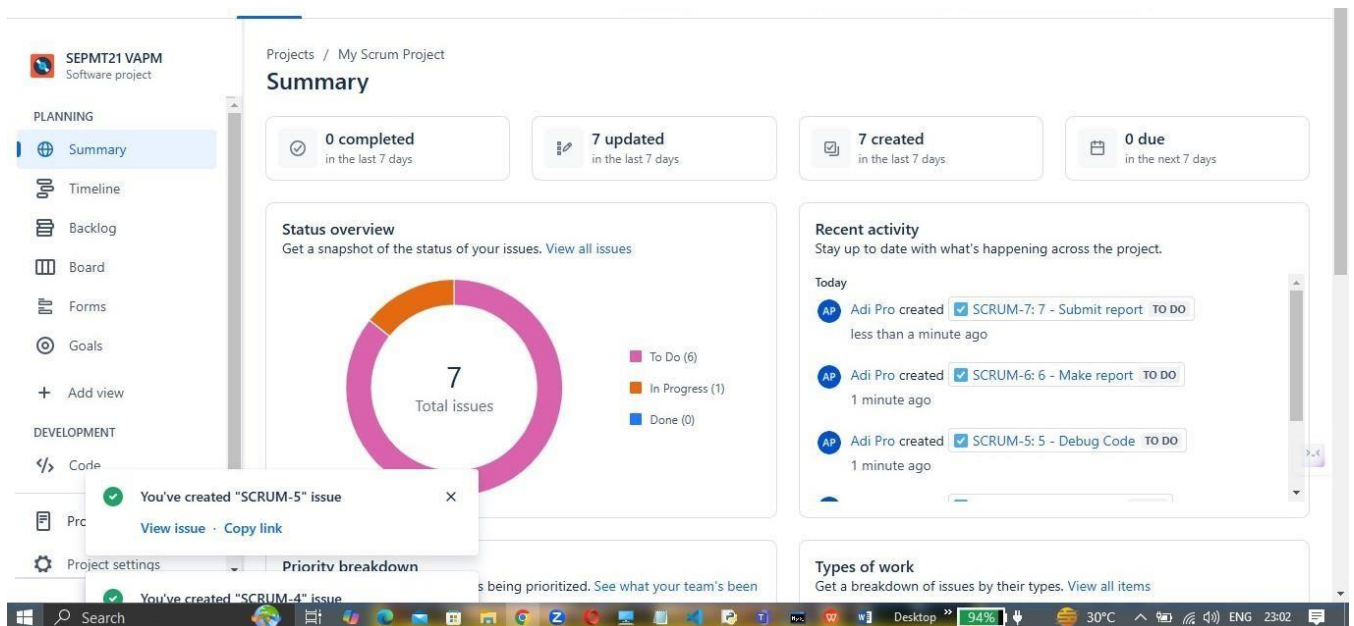 SEPMT21 VAPM
Software project
PLANNING
Summary
Timeline
Backlog
Board
Forms
Goals
+ Add view
DEVELOPMENT
</> Code
Project settings
Projects / My Scrum Project
Summary
0 completed
in the last 7 days
7 updated
in the last 7 days
7 created
in the last 7 days
0 due
in the next 7 days
Status overview
Get a snapshot of the status of your issues. View all issues
7
Total issues
To Do (6)
In Progress (1)
Done (0)
Recent activity
Stay up to date with what's happening across the project.
Today
AP Adi Pro created SCRUM-7: 7 - Submit report TO DO
less than a minute ago
AP Adi Pro created SCRUM-6: 6 - Make report TO DO
1 minute ago
AP Adi Pro created SCRUM-5: 5 - Debug Code TO DO
1 minute ago
You've created "SCRUM-5" issue
View issue · Copy link
You've created "SCRUM-4" issue
Priority breakdown
being prioritized. See what your team's been
Types of work
Get a breakdown of issues by their types. View all items
Search
Desktop
94%
30°C
ENG
23:02